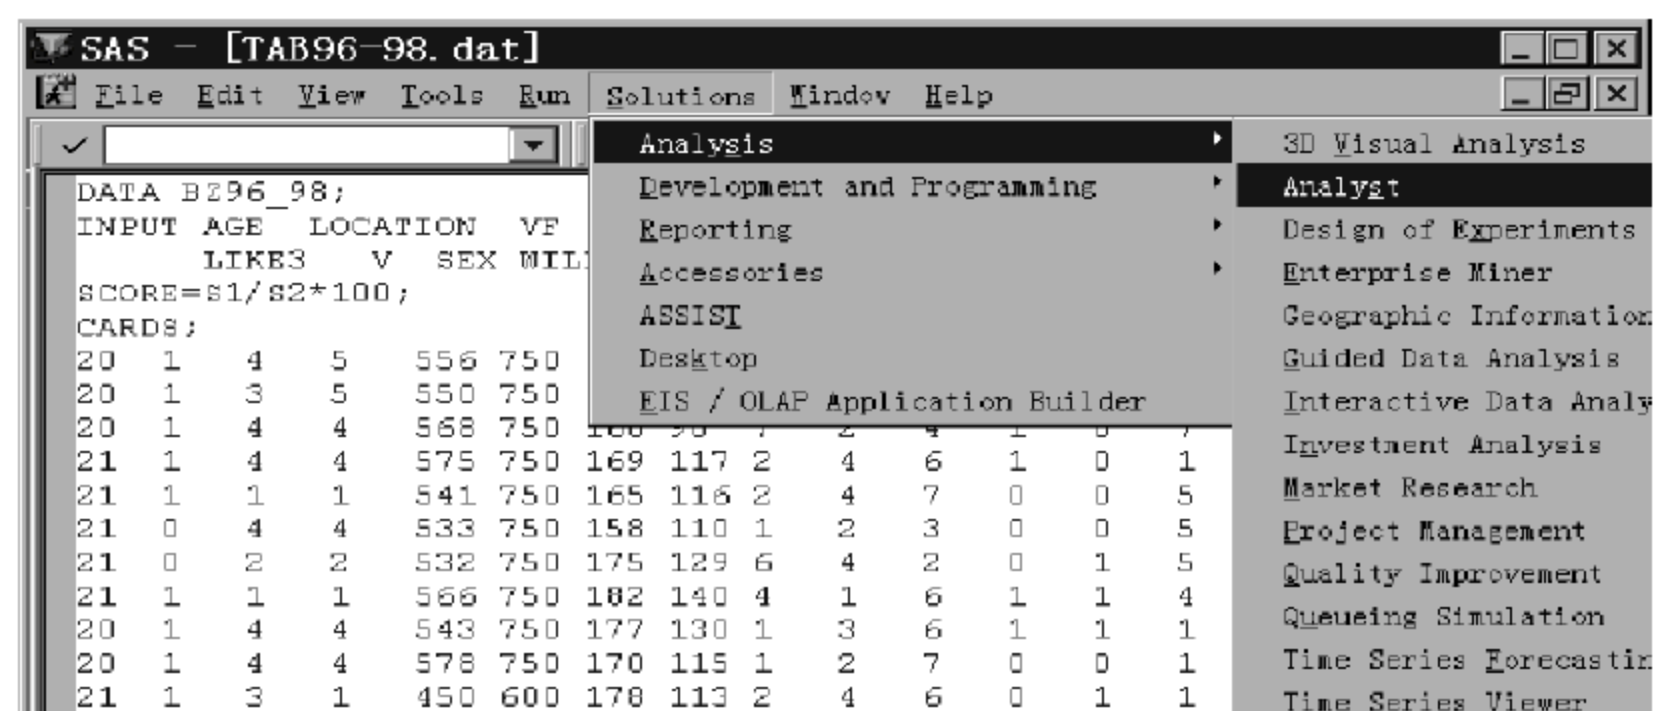 SAS - [TAB96-98.dat]
File Edit View Tools Run Solutions Window Help
Analysis
Development and Programming
Reporting
Accessories
ASSIST
Desktop
EIS / OLAP Application Builder
3D Visual Analysis
Analyst
Design of Experiments
Enterprise Miner
Geographic Information
Guided Data Analysis
Interactive Data Analy
Investment Analysis
Market Research
Project Management
Quality Improvement
Queueing Simulation
Time Series Forecastin
Time Series Viewer
DATA BZ96_98;
INPUT AGE LOCATION VF
LIKE3 V SEX WIL
SCORE=S1/S2*100;
CARDS;
20 1 4 5 556 750
20 1 3 5 550 750
20 1 4 4 568 750
21 1 4 4 575 750 169 117 2 4 6 1 0 1
21 1 1 1 541 750 165 116 2 4 7 0 0 5
21 0 4 4 533 750 158 110 1 2 3 0 0 5
21 0 2 2 532 750 175 129 6 4 2 0 1 5
21 1 1 1 566 750 182 140 4 1 6 1 1 4
20 1 4 4 543 750 177 130 1 3 6 1 1 1
20 1 4 4 578 750 170 115 1 2 7 0 0 1
21 1 3 1 450 600 178 113 2 4 6 0 1 1